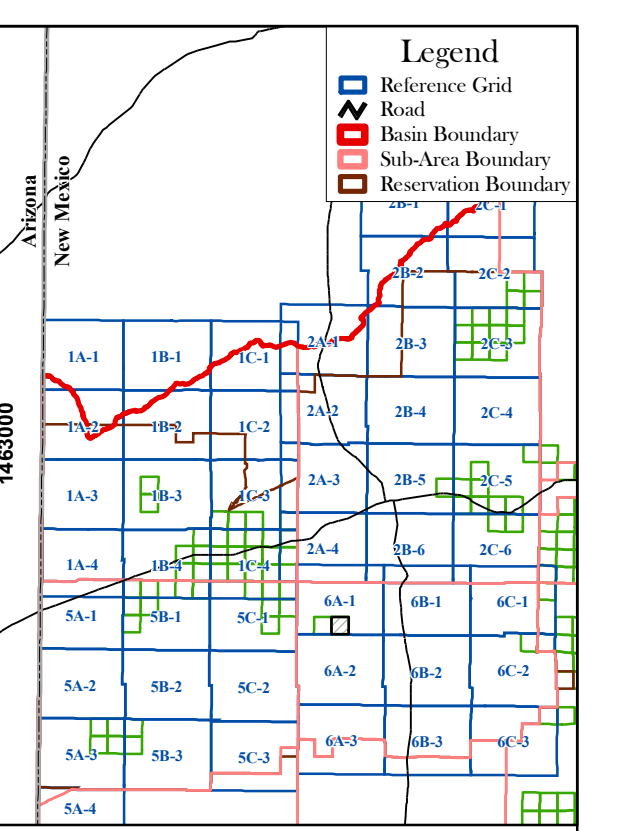 Legend
Reference Grid
Road
Basin Boundary
Sub-Area Boundary
Reservation Boundary
Arizona
New Mexico
1463000
2B-1 2C-1
2B-2 2C-2
2A-1 2B-3 2C-3
1A-1 1B-1 1C-1
2A-2 2B-4 2C-4
1A-2 1B-2 1C-2
2A-3 2B-5 2C-5
1A-3 1B-3 1C-3
2A-4 2B-6 2C-6
1A-4 1B-4 1C-4
6A-1 6B-1 6C-1
5A-1 5B-1 5C-1
6A-2 6B-2 6C-2
5A-2 5B-2 5C-2
6A-3 6B-3 6C-3
5A-3 5B-3 5C-3
5A-4